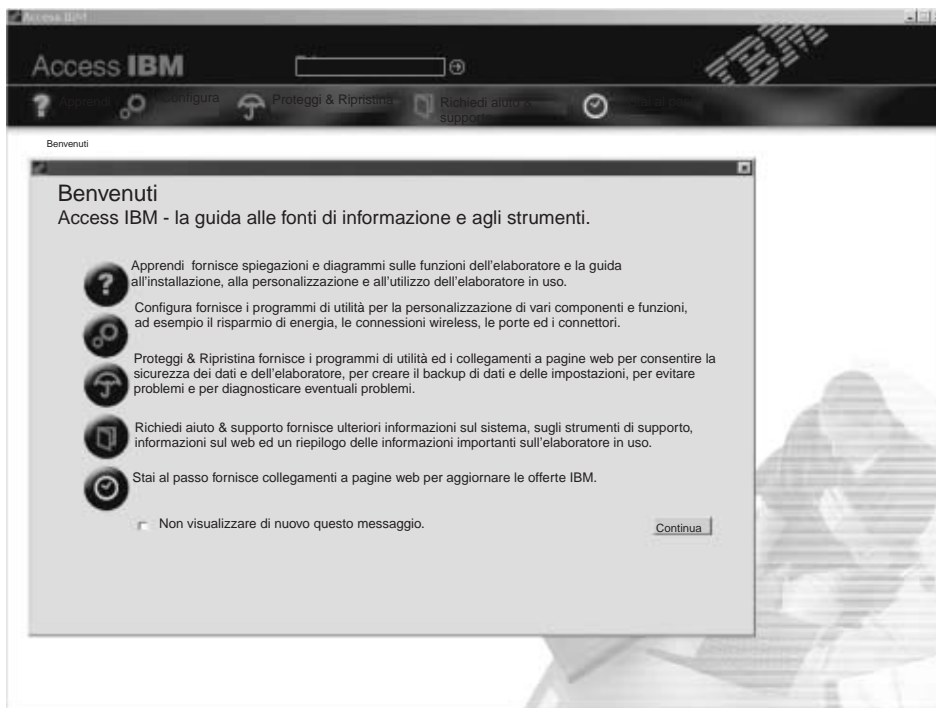 Access IBM
Access IBM
IBM
Apprendi
Configura
Proteggi & Ripristina
Richiedi aiuto &
supporto
Benvenuti
Benvenuti
Access IBM - la guida alle fonti di informazione e agli strumenti.
Apprendi fornisce spiegazioni e diagrammi sulle funzioni dell'elaboratore e la guida
all'installazione, alla personalizzazione e all'utilizzo dell'elaboratore in uso.
Configura fornisce i programmi di utilità per la personalizzazione di vari componenti e funzioni,
ad esempio il risparmio di energia, le connessioni wireless, le porte ed i connettori.
Proteggi & Ripristina fornisce i programmi di utilità ed i collegamenti a pagine web per consentire la
sicurezza dei dati e dell'elaboratore, per creare il backup di dati e delle impostazioni, per evitare
problemi e per diagnosticare eventuali problemi.
Richiedi aiuto & supporto fornisce ulteriori informazioni sul sistema, sugli strumenti di supporto,
informazioni sul web ed un riepilogo delle informazioni importanti sull'elaboratore in uso.
Stai al passo fornisce collegamenti a pagine web per aggiornare le offerte IBM.
Non visualizzare di nuovo questo messaggio.
Continua